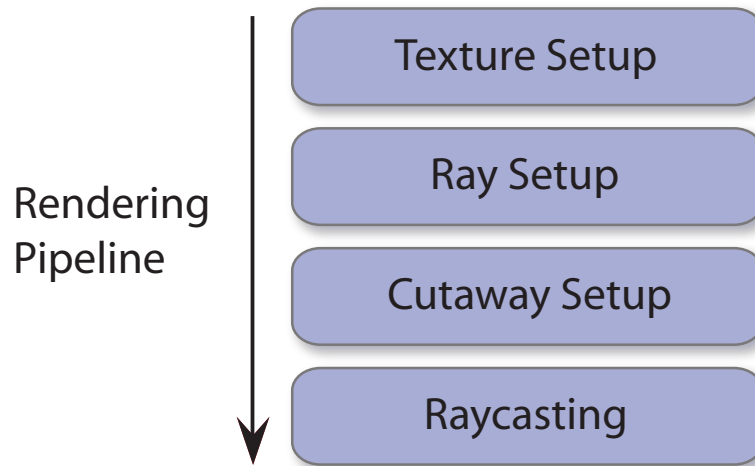 Rendering
Pipeline
Texture Setup
Ray Setup
Cutaway Setup
Raycasting